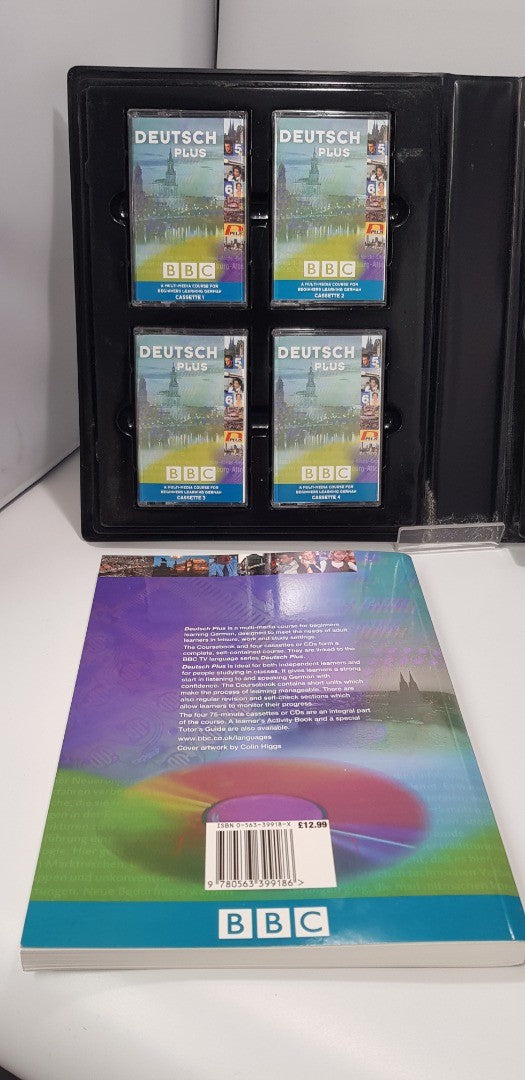 DEUTSCH
PLUS
5
6
BBC
A MULTI-MEDIA COURSE FOR
BEGINNERS LEARNING GERMAN
CASSETTE 1
DEUTSCH
PLUS
5
6
BBC
A MULTI-MEDIA COURSE FOR
BEGINNERS LEARNING GERMAN
CASSETTE 2
DEUTSCH
PLUS
5
6
BBC
A MULTI-MEDIA COURSE FOR
BEGINNERS LEARNING GERMAN
CASSETTE 3
DEUTSCH
PLUS
5
6
BBC
A MULTI-MEDIA COURSE FOR
BEGINNERS LEARNING GERMAN
CASSETTE 4
Deutsch Plus is a multi-media course for beginners
learning German, designed to meet the needs of adult
learners in leisure, work and study settings.
The Coursebook and four cassettes or CDs form a
complete, self-contained course. They are linked to the
BBC TV language series Deutsch Plus.
Deutsch Plus is ideal for both independent learners and
for people studying in classes. It gives learners a strong
start in listening to and speaking German with
confidence. The Coursebook contains short units which
make the process of learning manageable. There are
also regular revision and self-check sections which
allow learners to monitor their progress.
The four 75-minute cassettes or CDs are an integral part
of the course. A learner's Activity Book and a special
Tutor's Guide are also available.
www.bbc.co.uk/languages
Cover artwork by Colin Higgs
ISBN 0-563-39918-X £12.99
9 780563 399186 >
BBC